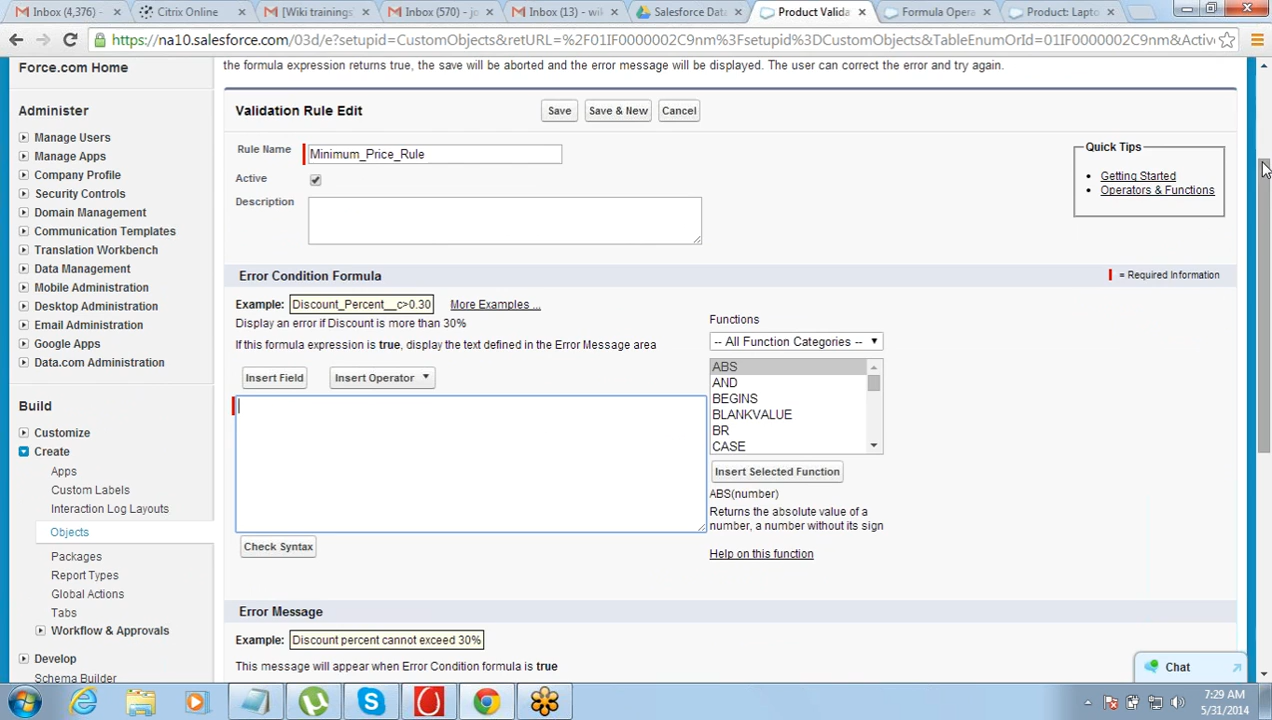 Inbox (4,376)
Citrix Online
[Wiki trainings
Inbox (570) - jo
Inbox (13) - wik
Salesforce Dat
Product Valida
Formula Opera
Product: Lapto
https://na10.salesforce.com/03d/e?setupid=CustomObjects&retURL=%2F01IF0000002C9nm%3Fsetupid%3DCustomObjects&TableEnumOrId=01IF0000002C9nm&Activ
Force.com Home
the formula expression returns true, the save will be aborted and the error message will be displayed. The user can correct the error and try again.
Administer
Manage Users
Manage Apps
Company Profile
Security Controls
Domain Management
Communication Templates
Translation Workbench
Data Management
Mobile Administration
Desktop Administration
Email Administration
Google Apps
Data.com Administration
Build
Customize
Create
Apps
Custom Labels
Interaction Log Layouts
Objects
Packages
Report Types
Global Actions
Tabs
Workflow & Approvals
Develop
Schema Builder
Validation Rule Edit
Save
Save & New
Cancel
Rule Name
Minimum_Price_Rule
Active
Description
Quick Tips
Getting Started
Operators & Functions
Error Condition Formula
= Required Information
Example: Discount_Percent__c>0.30 More Examples ...
Display an error if Discount is more than 30%
If this formula expression is true, display the text defined in the Error Message area
Insert Field
Insert Operator
Functions
-- All Function Categories --
ABS
AND
BEGINS
BLANKVALUE
BR
CASE
Insert Selected Function
ABS(number)
Returns the absolute value of a
number, a number without its sign
Help on this function
Check Syntax
Error Message
Example: Discount percent cannot exceed 30%
This message will appear when Error Condition formula is true
Chat
7:29 AM
5/31/2014